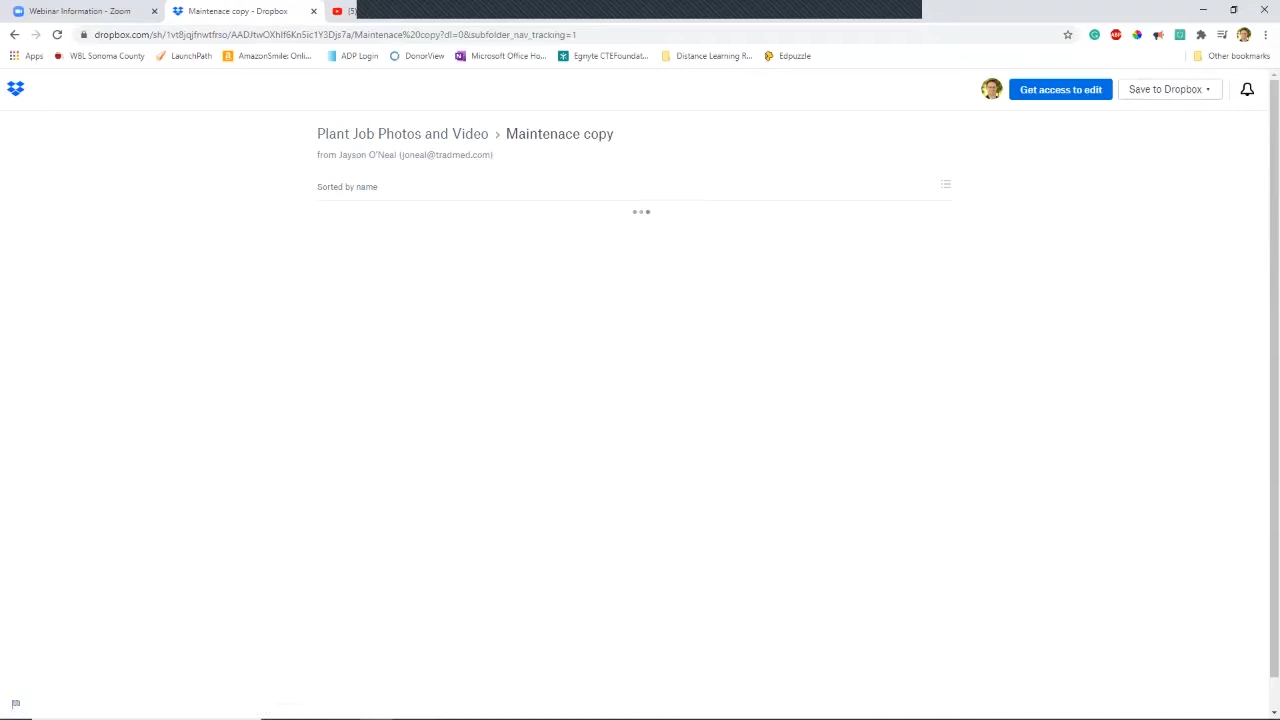 Webinar Information - Zoom
Maintenace copy - Dropbox
(5)
dropbox.com/sh/1vt8jqjfnwtfrso/AADJtwOXhIf6Kn5ic1Y3Djs7a/Maintenace%20copy?dl=0&subfolder_nav_tracking=1
Apps WBL Sonoma County LaunchPath AmazonSmile: Onli... ADP Login DonorView Microsoft Office Ho... Egnyte CTEFoundat... Distance Learning R... Edpuzzle Other bookmarks
Get access to edit
Save to Dropbox
Plant Job Photos and Video › Maintenace copy
from Jayson O'Neal (joneal@tradmed.com)
Sorted by name